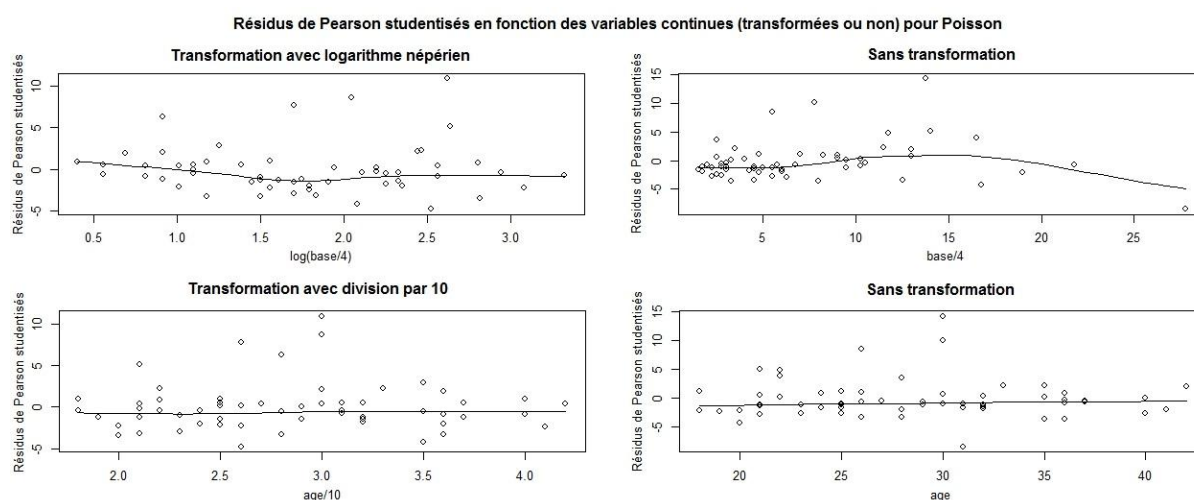 Résidus de Pearson studentisés en fonction des variables continues (transformées ou non) pour Poisson
Transformation avec logarithme népérien
Résidus de Pearson studentisés
10
5
0
-5
0.5 1.0 1.5 2.0 2.5 3.0
log(base/4)
Sans transformation
Résidus de Pearson studentisés
15
10
5
0
-5
5 10 15 20 25
base/4
Transformation avec division par 10
Résidus de Pearson studentisés
10
5
0
-5
2.0 2.5 3.0 3.5 4.0
age/10
Sans transformation
Résidus de Pearson studentisés
15
10
5
0
-5
20 25 30 35 40
age